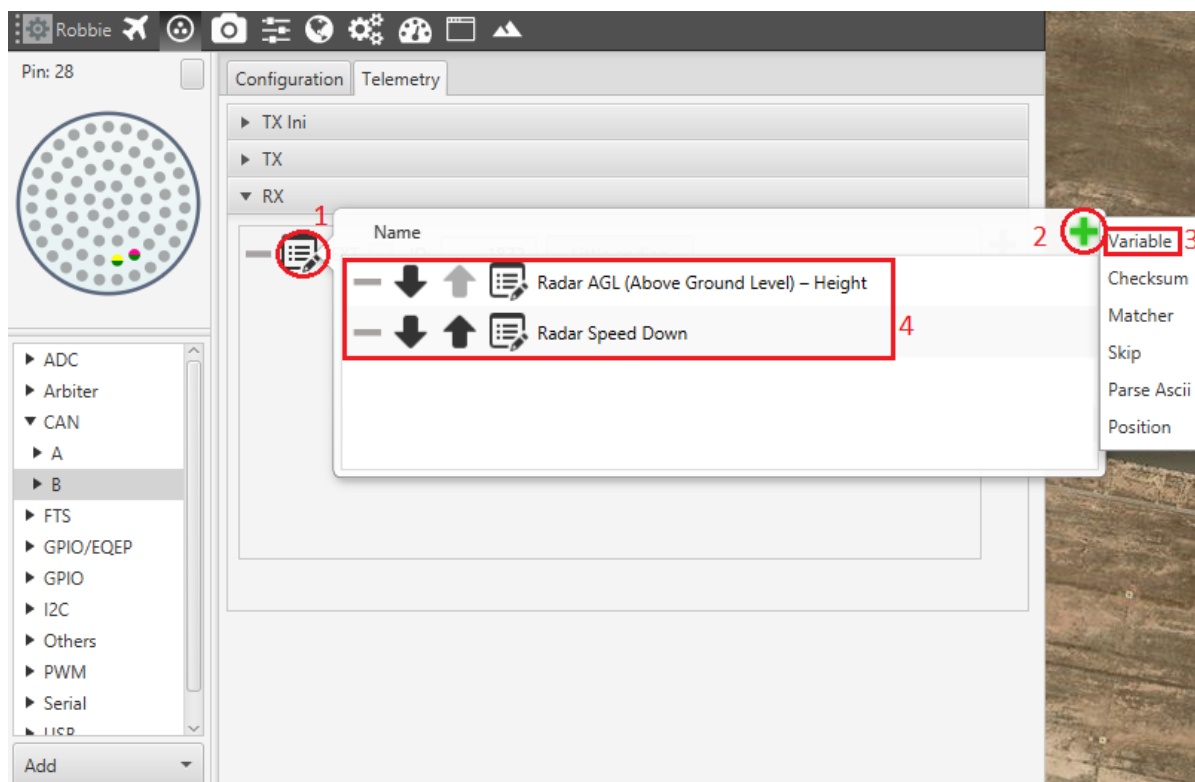 Robbie
Pin: 28
Configuration
Telemetry
TX Ini
TX
RX
1
Name
2
Variable
3
Checksum
Matcher
Skip
Parse Ascii
Position
Radar AGL (Above Ground Level) – Height
Radar Speed Down
4
ADC
Arbiter
CAN
A
B
FTS
GPIO/EQEP
GPIO
I2C
Others
PWM
Serial
USB
Add